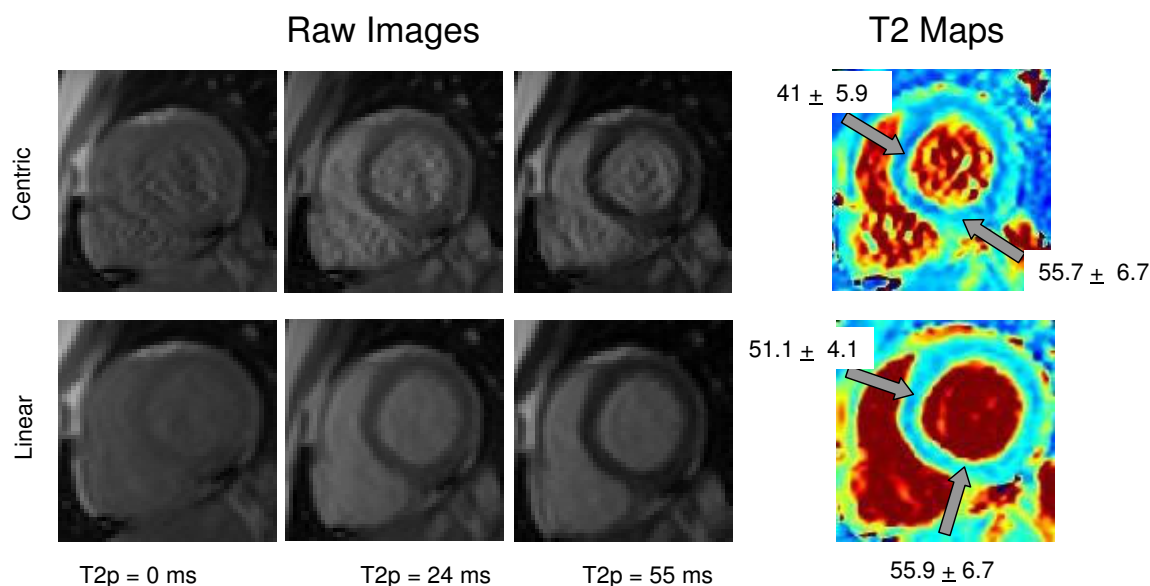 Raw Images
T2 Maps
Centric
41 ± 5.9
55.7 ± 6.7
Linear
51.1 ± 4.1
55.9 ± 6.7
T2p = 0 ms
T2p = 24 ms
T2p = 55 ms